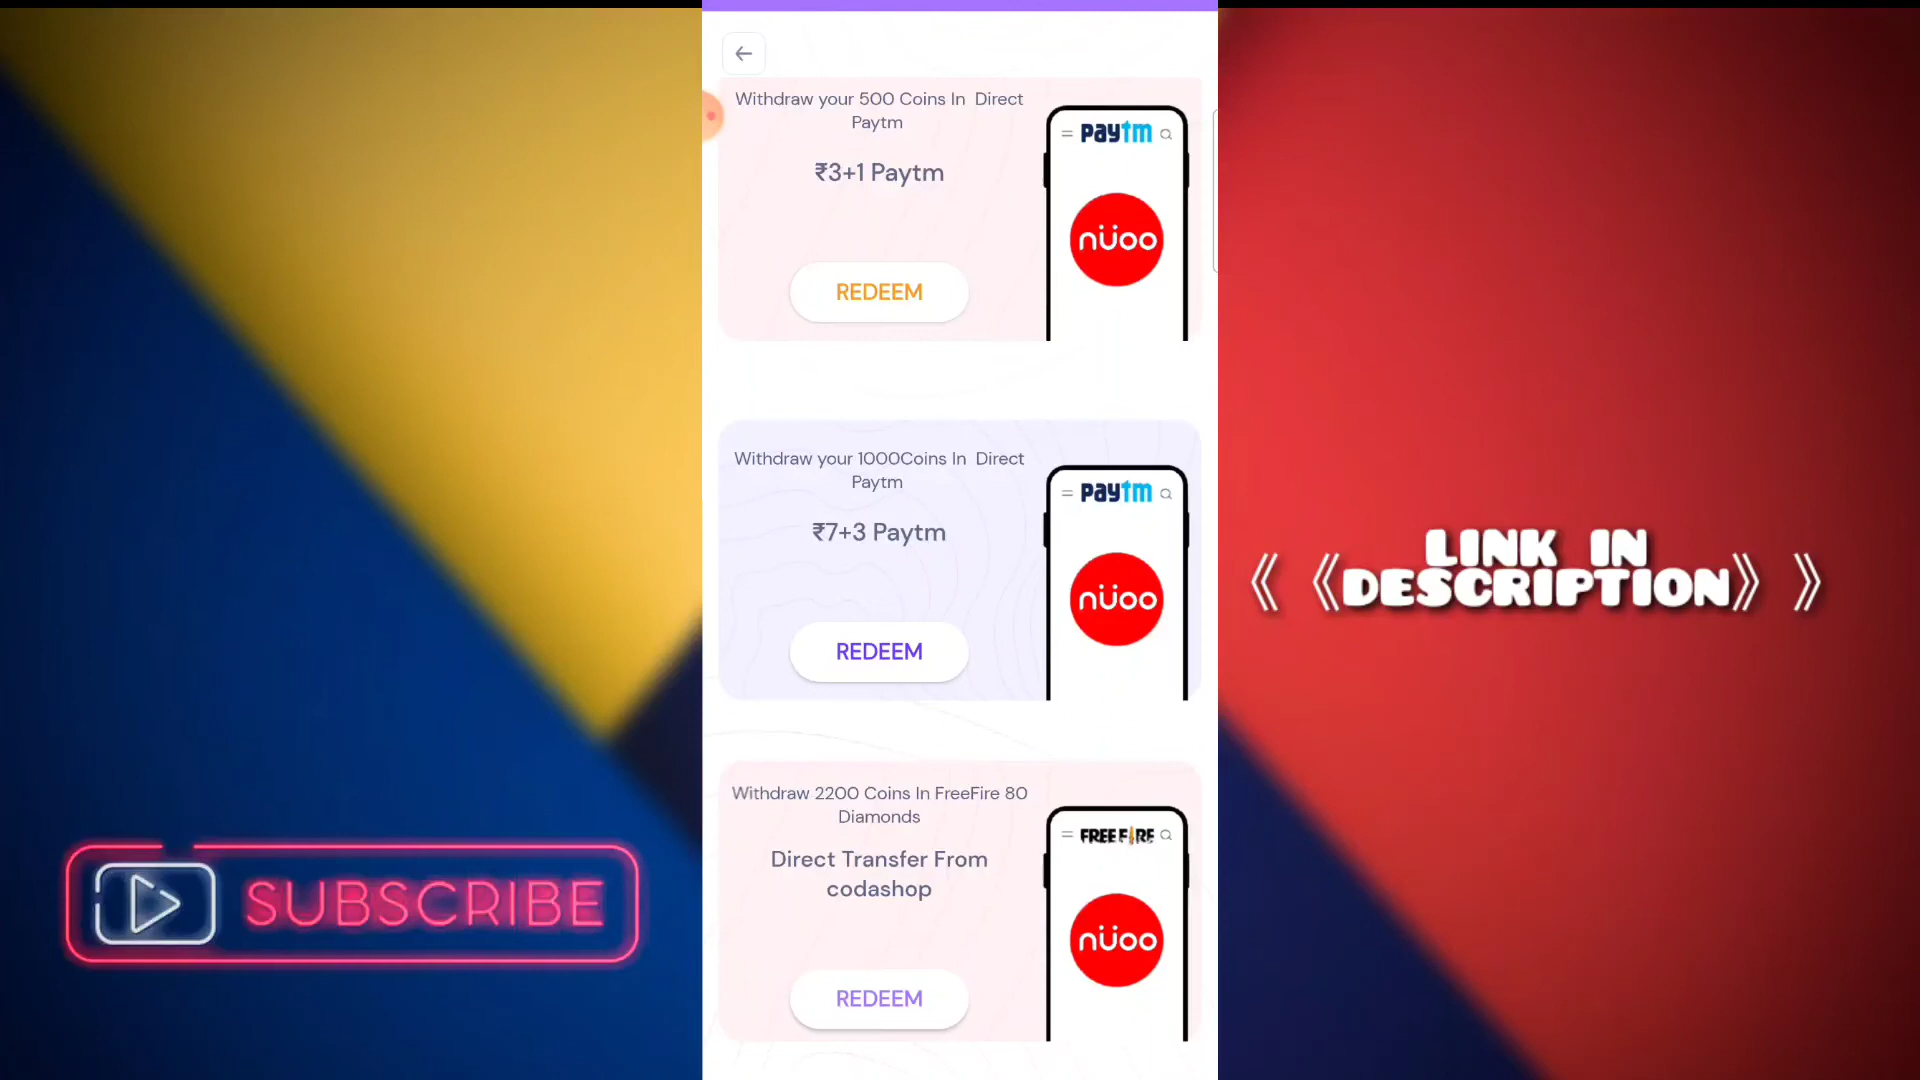 Withdraw your 500 Coins In  Direct
Paytm
₹3+1 Paytm
REDEEM
paytm
nüoo
Withdraw your 1000Coins In  Direct
Paytm
₹7+3 Paytm
REDEEM
paytm
nüoo
Withdraw 2200 Coins In FreeFire 80
Diamonds
Direct Transfer From
codashop
REDEEM
FREE FIRE
nüoo
SUBSCRIBE
《 《LINK IN
DESCRIPTION》 》